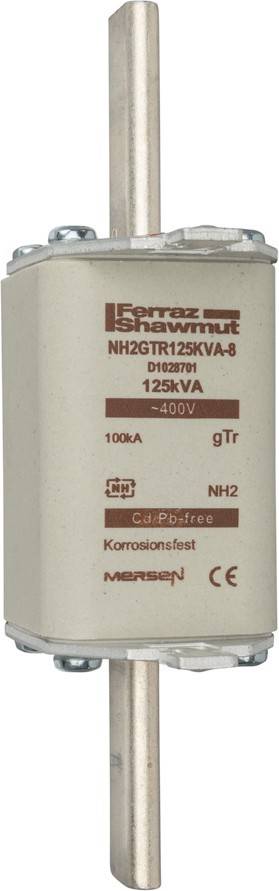 Ferraz
Shawmut
NH2GTR125KVA-8
D1028701
125kVA
~400V
100kA gTr
NH NH2
Cd/Pb-free
Korrosionsfest
MERSEN CE